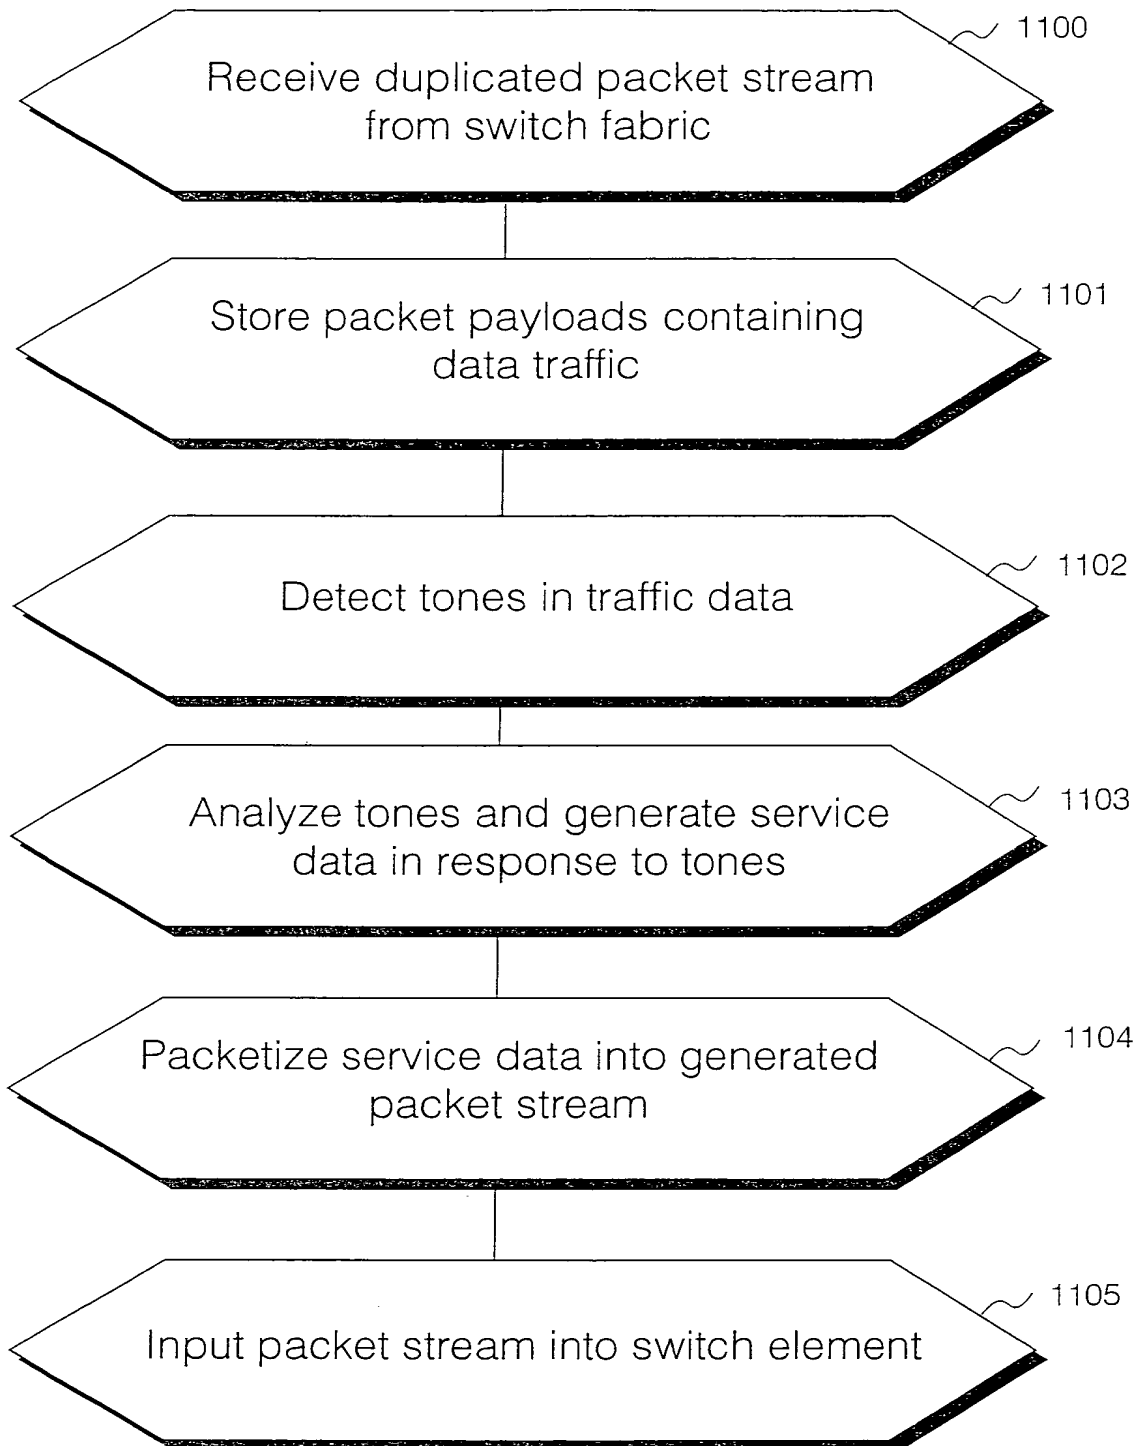 1100
Receive duplicated packet stream
from switch fabric
1101
Store packet payloads containing
data traffic
1102
Detect tones in traffic data
1103
Analyze tones and generate service
data in response to tones
1104
Packetize service data into generated
packet stream
1105
Input packet stream into switch element